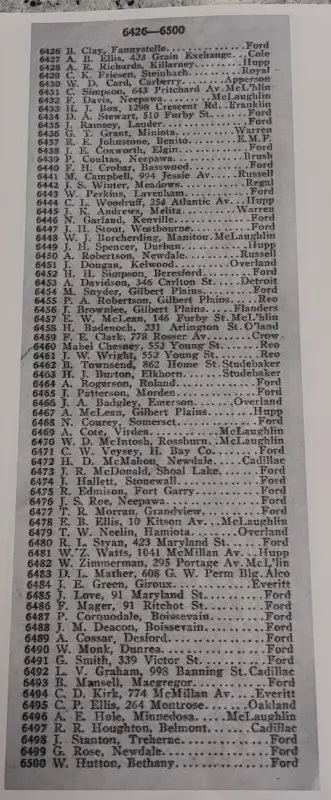 6426—6500
6426 B. Clay, Fannystelle.............Ford
6427 A. B. Ellis, 423 Grain Exchange...Cole
6428 A. E. Richards, Killarney........Hupp
6429 C. K. Friesen, Steinbach........Royal
6430 W. D. Card, Carberry.........Apperson
6431 C. Simpson, 643 Pritchard Av.McL'hlin
6432 F. Davis, Neepawa..........McLaughlin
6433 H. J. Box, 1298 Crescent Rd..Franklin
6434 D. A. Stewart, 510 Furby St......Ford
6435 J. Ramsey, Lauder................Ford
6436 G. T. Grant, Miniota...........Warren
6437 R. E. Johnstone, Benito........E.M.F.
6438 J. E. Coxworth, Elgin............Ford
6439 P. Coultas, Neepawa.............Brush
6440 F. H. Crobar, Basswood...........Ford
6441 M. Campbell, 994 Jessie Av....Russell
6442 J. S. Winter, Meadows...........Regal
6443 W. Perkins, Lavenham.............Ford
6444 C. L. Woodruff, 254 Atlantic Av...Hupp
6445 J. K. Andrews, Melita..........Warren
6446 N. Garland, Kenville.............Ford
6447 J. H. Stout, Westbourne..........Ford
6448 W. J. Borcherding, Manitou.McLaughlin
6449 J. H. Spencer, Durban............Hupp
6450 A. Robertson, Newdale.........Russell
6451 J. Dougan, Kelwood...........Overland
6452 H. H. Simpson, Beresford.........Ford
6453 A. Davidson, 346 Carlton St...Detroit
6454 M. Snyder, Gilbert Plains........Ford
6455 P. A. Robertson, Gilbert Plains...Reo
6456 J. Brownlee, Gilbert Plains..Flanders
6457 E. W. McLean, 146 Furby St.McL'hlin
6458 H. Badenoch, 231 Arlington St.O'land
6459 F. E. Clark, 778 Rosser Av.......Crow
6460 Mabel Chesney, 552 Young St.......Reo
6461 J. W. Wright, 552 Young St........Reo
6462 B. Townsend, 862 Home St.Studebaker
6463 H. J. Burton, Elkhorn......Studebaker
6464 A. Rogerson, Roland..............Ford
6465 J. Patterson, Morden.............Ford
6466 J. A. Badgley, Emerson.......Overland
6467 A. McLean, Gilbert Plains........Hupp
6468 N. Courey, Somerset..............Ford
6469 A. Cote, Virden............McLaughlin
6470 W. D. McIntosh, Rossburn..McLaughlin
6471 C. W. Veysey, H. Bay Co..........Ford
6472 H. D. McMahon, Newdale.......Cadillac
6473 J. R. McDonald, Shoal Lake.......Ford
6474 J. Hallett, Stonewall............Ford
6475 R. Edmison, Fort Garry...........Ford
6476 J. S. Roe, Neepawa...............Ford
6477 T. R. Morran, Grandview..........Ford
6478 E. B. Ellis, 10 Kitson Av...McLaughlin
6479 T. W. Neelin, Hamiota........Overland
6480 R. L. Styan, 423 Maryland St.....Ford
6481 W. Z. Watts, 1041 McMillan Av....Hupp
6482 W. Zimmerman, 295 Portage Av.McL'lin
6483 D. L. Mather, 608 G. W. Perm Blg.Alco
6484 J. E. Green, Giroux...........Everitt
6485 J. Love, 91 Maryland St..........Ford
6486 F. Mager, 91 Ritchot St..........Ford
6487 P. Corquodale, Boissevain........Ford
6488 J. M. Deacon, Boissevain.........Ford
6489 A. Cossar, Desford...............Ford
6490 W. Monk, Dunrea..................Ford
6491 G. Smith, 339 Victor St..........Ford
6492 L. V. Graham, 998 Banning St.Cadillac
6493 B. Mansell, Macgregor............Ford
6494 C. D. Kirk, 774 McMillan Av...Everitt
6495 C. P. Ellis, 264 Montrose.....Oakland
6496 A. E. Hole, Minnedosa......McLaughlin
6497 R. R. Houghton, Belmont......Cadillac
6498 J. Stanton, Treherne.............Ford
6499 G. Rose, Newdale.................Ford
6500 W. Hutton, Bethany...............Ford